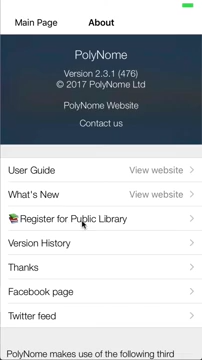 Main Page About
PolyNome
Version 2.3.1 (476)
© 2017 PolyNome Ltd
PolyNome Website
Contact us
User Guide View website
What's New View website
Register for Public Library
Version History
Thanks
Facebook page
Twitter feed
PolyNome makes use of the following third